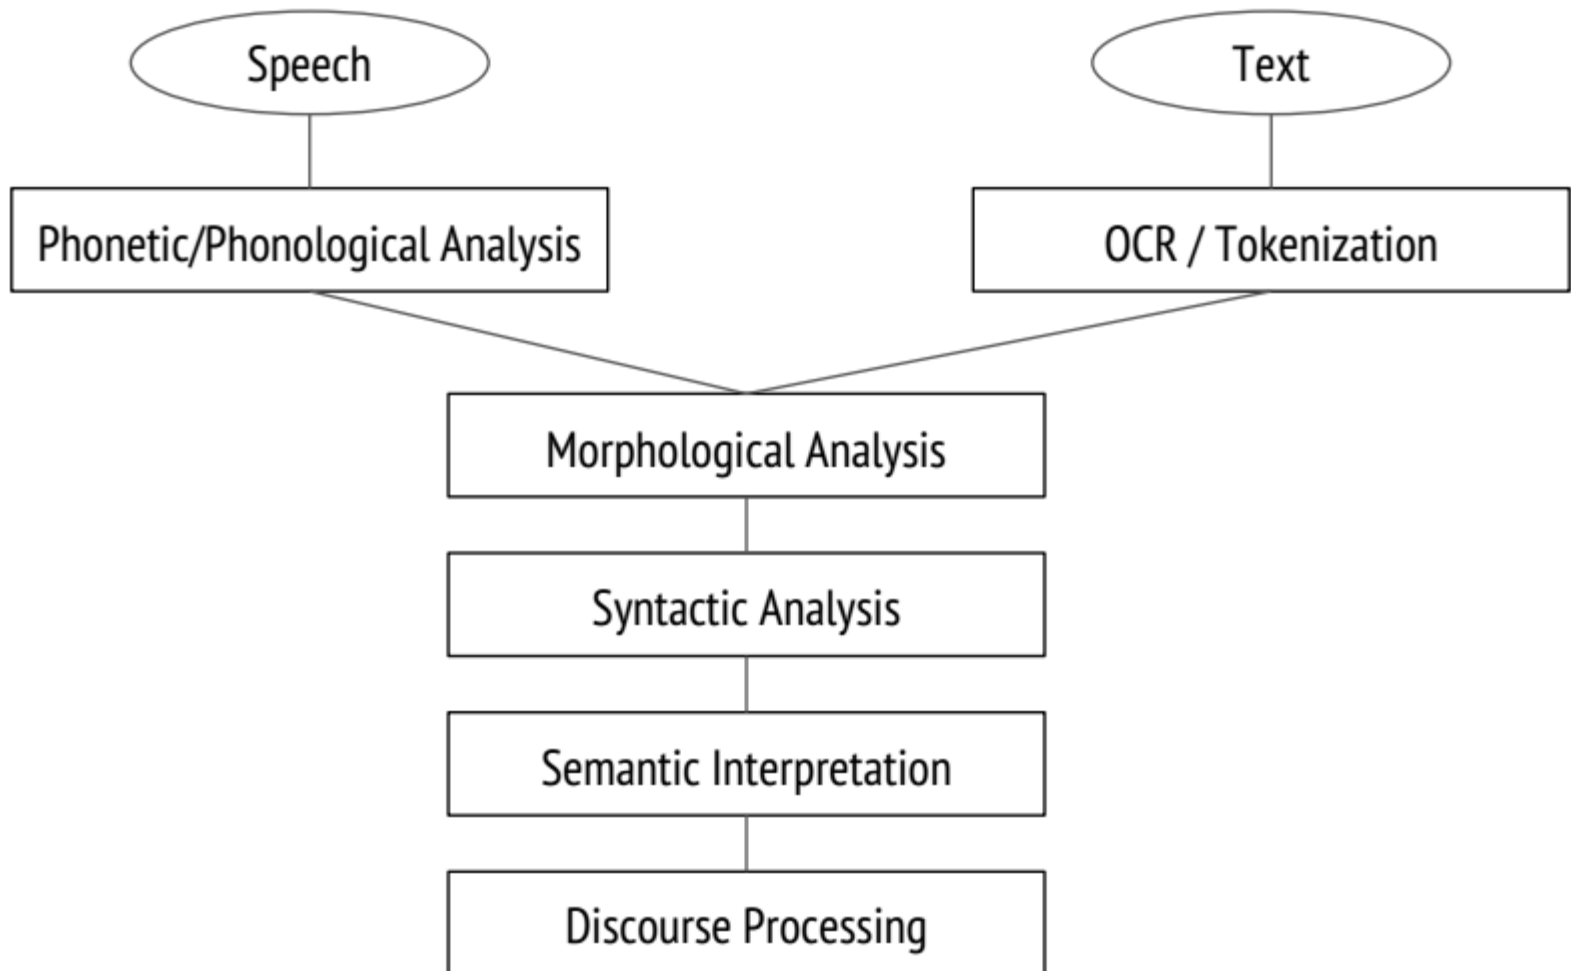 Speech
Text
Phonetic/Phonological Analysis
OCR / Tokenization
Morphological Analysis
Syntactic Analysis
Semantic Interpretation
Discourse Processing